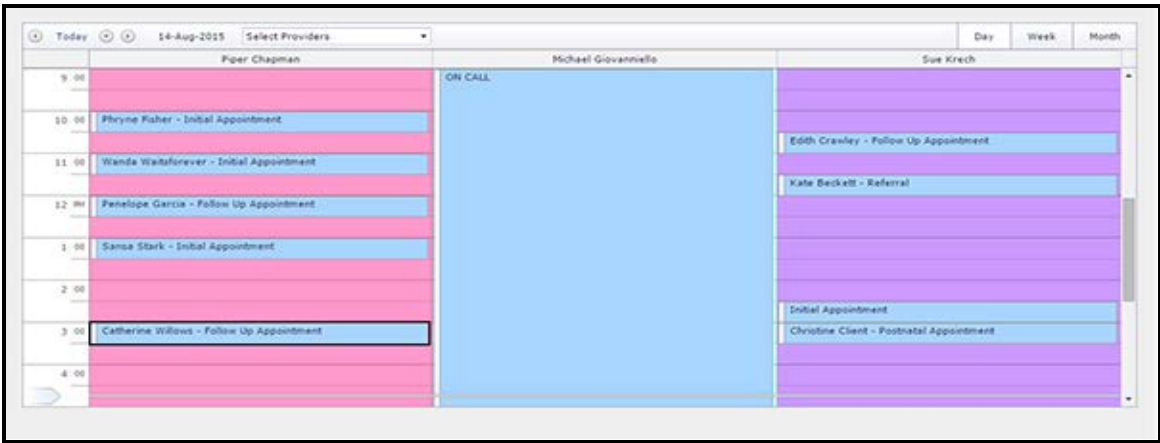 Today 14-Aug-2015 Select Providers Day Week Month
Piper Chapman Michael Giovanniello Sue Krech
9 00 ON CALL
10 00 Phryne Fisher - Initial Appointment
Edith Crawley - Follow Up Appointment
11 00 Wanda Waitsforever - Initial Appointment
Kate Beckett - Referral
12 PM Penelope Garcia - Follow Up Appointment
1 00 Sansa Stark - Initial Appointment
2 00
Initial Appointment
3 00 Catherine Willows - Follow Up Appointment Christine Client - Postnatal Appointment
4 00